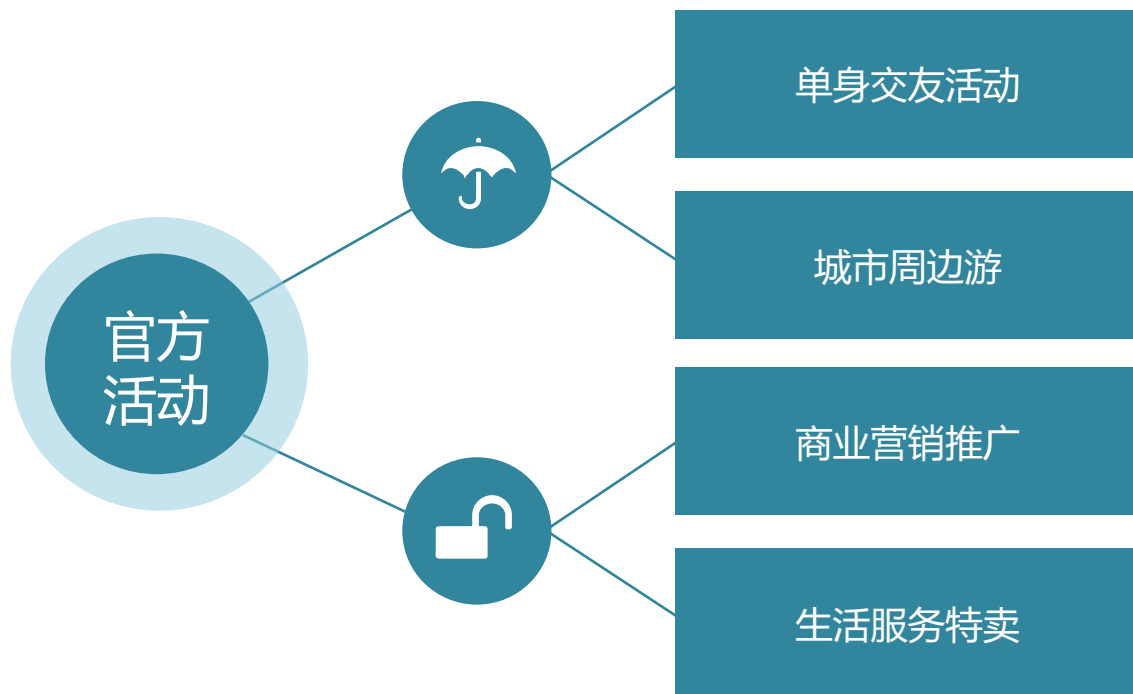 官方
活动
单身交友活动
城市周边游
商业营销推广
生活服务特卖